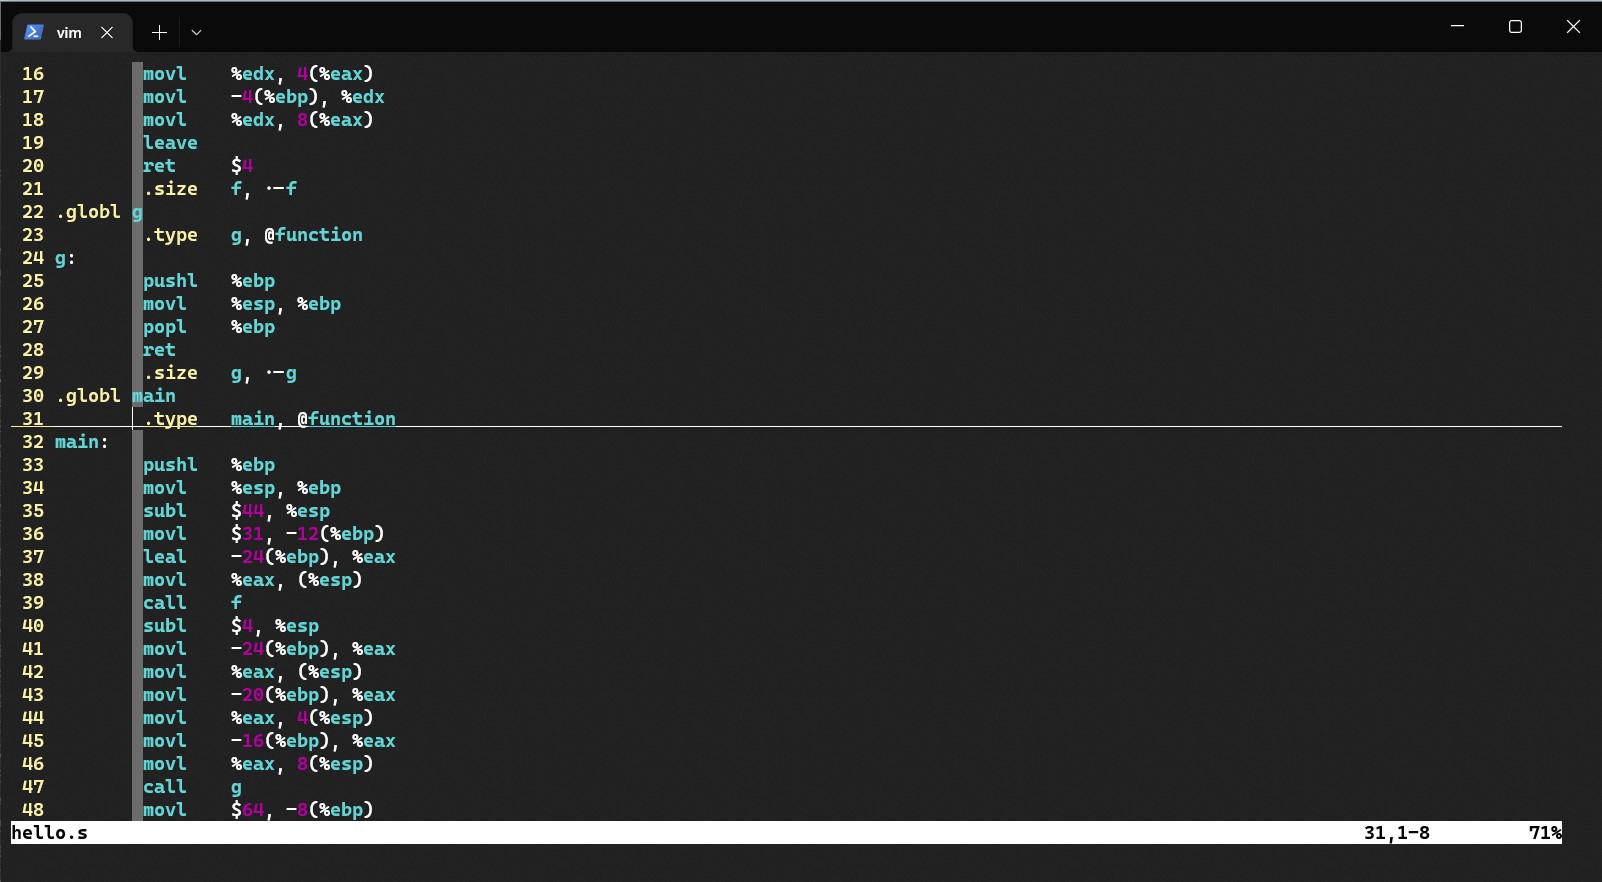 vim
16 movl %edx, 4(%eax)
17 movl -4(%ebp), %edx
18 movl %edx, 8(%eax)
19 leave
20 ret $4
21 .size f, .-f
22 .globl g
23 .type g, @function
24 g:
25 pushl %ebp
26 movl %esp, %ebp
27 popl %ebp
28 ret
29 .size g, .-g
30 .globl main
31 .type main, @function
32 main:
33 pushl %ebp
34 movl %esp, %ebp
35 subl $44, %esp
36 movl $31, -12(%ebp)
37 leal -24(%ebp), %eax
38 movl %eax, (%esp)
39 call f
40 subl $4, %esp
41 movl -24(%ebp), %eax
42 movl %eax, (%esp)
43 movl -20(%ebp), %eax
44 movl %eax, 4(%esp)
45 movl -16(%ebp), %eax
46 movl %eax, 8(%esp)
47 call g
48 movl $64, -8(%ebp)
hello.s 31,1-8 71%